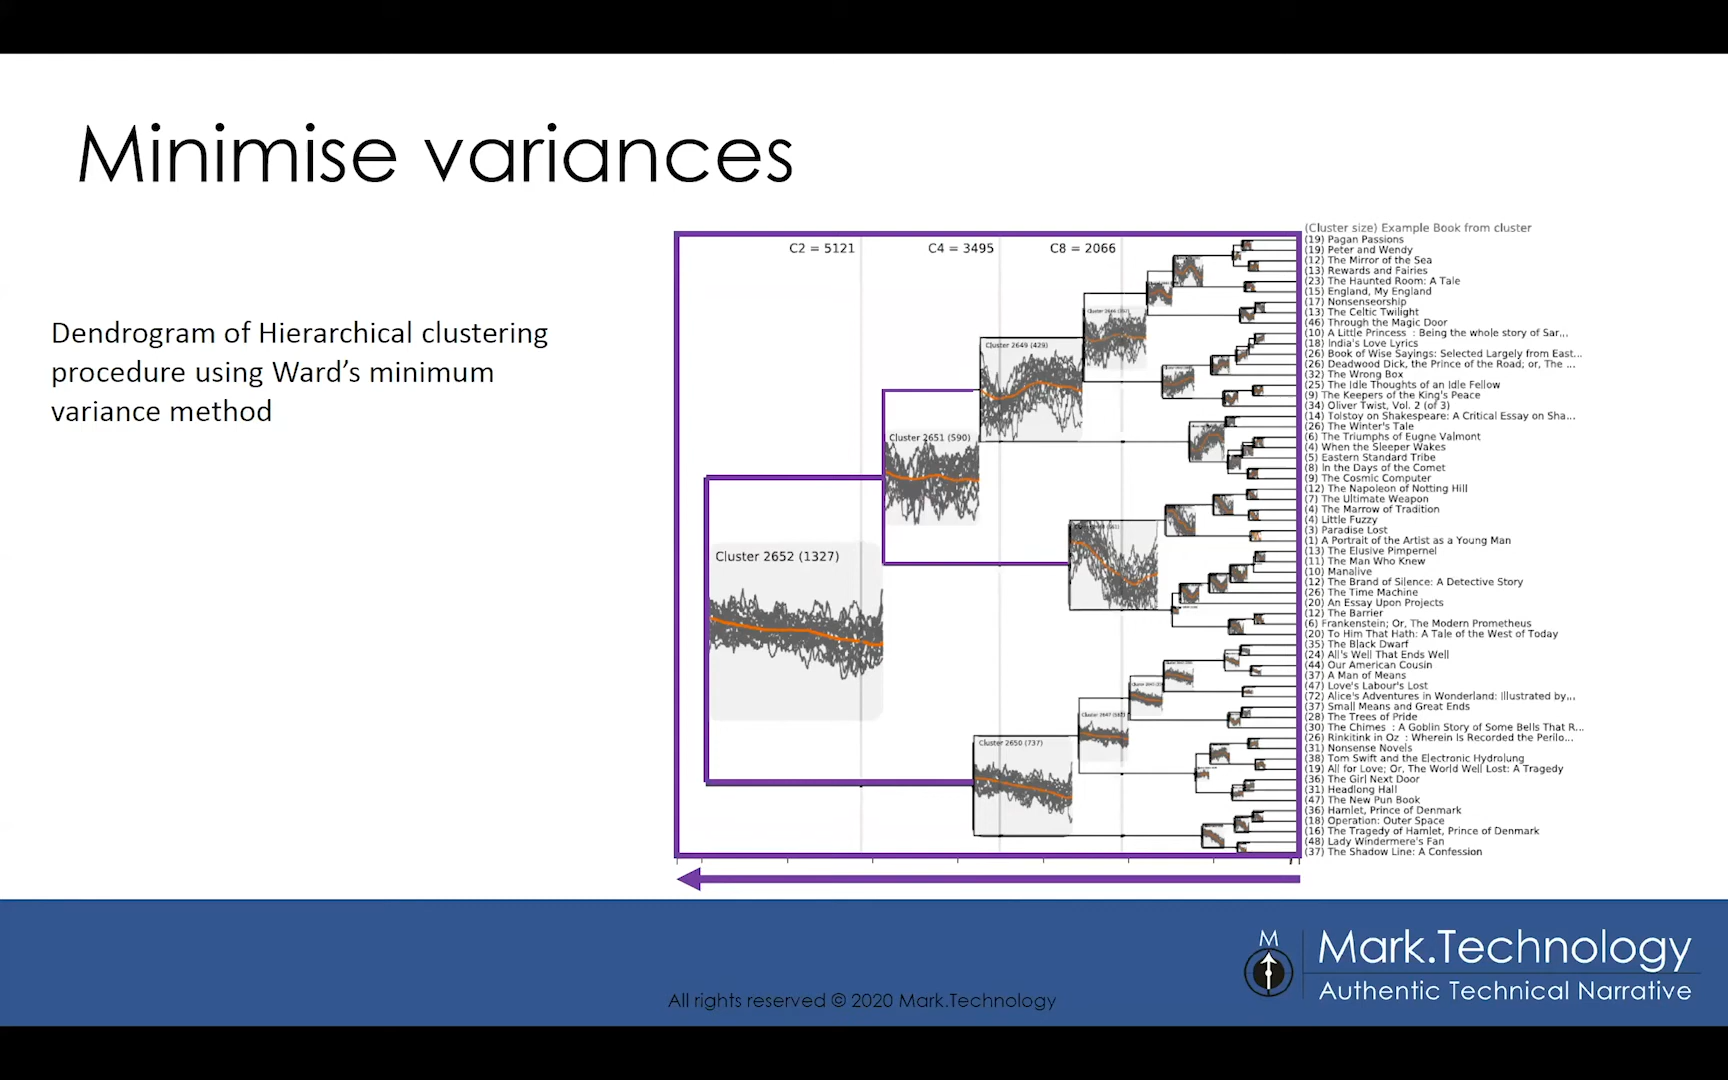 Minimise variances
Dendrogram of Hierarchical clustering
procedure using Ward's minimum
variance method
C2 = 5121
C4 = 3495
C8 = 2066
Cluster 2649 (429)
Cluster 2651 (590)
Cluster 2652 (1327)
Cluster 2650 (737)
(Cluster size) Example Book from cluster
(19) Pagan Passions
(19) Peter and Wendy
(12) The Mirror of the Sea
(13) Rewards and Fairies
(23) The Haunted Room: A Tale
(15) England, My England
(17) Nonsenseorship
(13) The Celtic Twilight
(46) Through the Magic Door
(10) A Little Princess : Being the whole story of Sar...
(18) India's Love Lyrics
(26) Book of Wise Sayings: Selected Largely from East...
(26) Deadwood Dick, the Prince of the Road; or, The ...
(32) The Wrong Box
(25) The Idle Thoughts of an Idle Fellow
(9) The Keepers of the King's Peace
(34) Oliver Twist, Vol. 2 (of 3)
(14) Tolstoy on Shakespeare: A Critical Essay on Sha...
(26) The Winter's Tale
(6) The Triumphs of Eugne Valmont
(4) When the Sleeper Wakes
(5) Eastern Standard Tribe
(8) In the Days of the Comet
(9) The Cosmic Computer
(12) The Napoleon of Notting Hill
(7) The Ultimate Weapon
(4) The Marrow of Tradition
(4) Little Fuzzy
(3) Paradise Lost
(1) A Portrait of the Artist as a Young Man
(13) The Elusive Pimpernel
(11) The Man Who Knew
(10) Manalive
(12) The Brand of Silence: A Detective Story
(26) The Time Machine
(20) An Essay Upon Projects
(12) The Barrier
(6) Frankenstein; Or, The Modern Prometheus
(20) To Him That Hath: A Tale of the West of Today
(35) The Black Dwarf
(24) All's Well That Ends Well
(44) Our American Cousin
(37) A Man of Means
(47) Love's Labour's Lost
(72) Alice's Adventures in Wonderland: Illustrated by...
(37) Small Means and Great Ends
(28) The Trees of Pride
(30) The Chimes : A Goblin Story of Some Bells That R...
(26) Rinkitink in Oz : Wherein Is Recorded the Perilo...
(31) Nonsense Novels
(38) Tom Swift and the Electronic Hydrolung
(19) All for Love; Or, The World Well Lost: A Tragedy
(36) The Girl Next Door
(31) Headlong Hall
(47) The New Pun Book
(36) Hamlet, Prince of Denmark
(18) Operation: Outer Space
(16) The Tragedy of Hamlet, Prince of Denmark
(48) Lady Windermere's Fan
(37) The Shadow Line: A Confession
M
Mark.Technology
Authentic Technical Narrative
All rights reserved © 2020 Mark.Technology